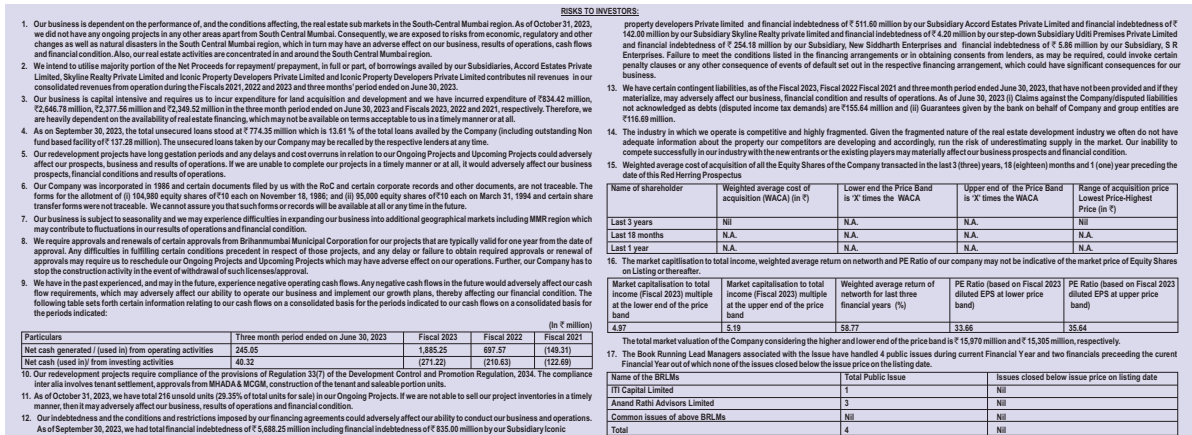 RISKS TO INVESTORS:
1. Our business is dependent on the performance of, and the conditions affecting, the real estate sub markets in the South-Central Mumbai region. As of October 31, 2023,
we did not have any ongoing projects in any other areas apart from South Central Mumbai. Consequently, we are exposed to risks from economic, regulatory and other
changes as well as natural disasters in the South Central Mumbai region, which in turn may have an adverse effect on our business, results of operations, cash flows
and financial condition. Also, our real estate activities are concentrated in and around the South Central Mumbai region.
2. We intend to utilise majority portion of the Net Proceeds for repayment/ prepayment, in full or part, of borrowings availed by our Subsidiaries, Accord Estates Private
Limited, Skyline Realty Private Limited and Iconic Property Developers Private Limited and Iconic Property Developers Private Limited contributes nil revenues in our
consolidated revenues from operation during the Fiscals 2021, 2022 and 2023 and three months' period ended on June 30, 2023.
3. Our business is capital intensive and requires us to incur expenditure for land acquisition and development and we have incurred expenditure of ₹834.42 million,
₹2,646.78 million, ₹2,377.56 million and ₹2,349.52 million in the three month period ended on June 30, 2023 and Fiscals 2023, 2022 and 2021, respectively. Therefore, we
are heavily dependent on the availability of real estate financing, which may not be available on terms acceptable to us in a timely manner or at all.
4. As on September 30, 2023, the total unsecured loans stood at ₹ 774.35 million which is 13.61 % of the total loans availed by the Company (including outstanding Non
fund based facility of ₹ 137.28 million). The unsecured loans taken by our Company may be recalled by the respective lenders at any time.
5. Our redevelopment projects have long gestation periods and any delays and cost overruns in relation to our Ongoing Projects and Upcoming Projects could adversely
affect our prospects, business and results of operations. If we are unable to complete our projects in a timely manner or at all, it would adversely affect our business
prospects, financial conditions and results of operations.
6. Our Company was incorporated in 1986 and certain documents filed by us with the RoC and certain corporate records and other documents, are not traceable. The
forms for the allotment of (i) 104,980 equity shares of ₹10 each on November 18, 1986; and (ii) 95,000 equity shares of ₹10 each on March 31, 1994 and certain share
transfer forms were not traceable. We cannot assure you that such forms or records will be available at all or any time in the future.
7. Our business is subject to seasonality and we may experience difficulties in expanding our business into additional geographical markets including MMR region which
may contribute to fluctuations in our results of operations and financial condition.
8. We require approvals and renewals of certain approvals from Brihanmumbai Municipal Corporation for our projects that are typically valid for one year from the date of
approval. Any difficulties in fulfilling certain conditions precedent in respect of those projects, and any delay or failure to obtain required approvals or renewal of
approvals may require us to reschedule our Ongoing Projects and Upcoming Projects which may have adverse effect on our operations. Further, our Company has to
stop the construction activity in the event of withdrawal of such licenses/approval.
9. We have in the past experienced, and may in the future, experience negative operating cash flows. Any negative cash flows in the future would adversely affect our cash
flow requirements, which may adversely affect our ability to operate our business and implement our growth plans, thereby affecting our financial condition. The
following table sets forth certain information relating to our cash flows on a consolidated basis for the periods indicated to our cash flows on a consolidated basis for
the periods indicated:
(In ₹ million)
Particulars Three month period ended on June 30, 2023 Fiscal 2023 Fiscal 2022 Fiscal 2021
Net cash generated / (used in) from operating activities 245.05 1,885.25 697.57 (149.31)
Net cash (used in)/ from investing activities 40.32 (271.22) (210.63) (122.69)
10. Our redevelopment projects require compliance of the provisions of Regulation 33(7) of the Development Control and Promotion Regulation, 2034. The compliance
inter alia involves tenant settlement, approvals from MHADA & MCGM, construction of the tenant and saleable portion units.
11. As of October 31, 2023, we have total 216 unsold units (29.35% of total units for sale) in our Ongoing Projects. If we are not able to sell our project inventories in a timely
manner, then it may adversely affect our business, results of operations and financial condition.
12. Our indebtedness and the conditions and restrictions imposed by our financing agreements could adversely affect our ability to conduct our business and operations.
As of September 30, 2023, we had total financial indebtedness of ₹ 5,688.25 million including financial indebtedness of ₹ 835.00 million by our Subsidiary Iconic
property developers Private limited and financial indebtedness of ₹ 511.60 million by our Subsidiary Accord Estates Private Limited and financial indebtedness of ₹
142.00 million by our Subsidiary Skyline Realty private limited and financial indebtedness of ₹ 4.20 million by our step-down Subsidiary Uditi Premises Private Limited
and financial indebtedness of ₹ 254.18 million by our Subsidiary, New Siddharth Enterprises and financial indebtedness of ₹ 5.86 million by our Subsidiary, S R
Enterprises. Failure to meet the conditions listed in the financing arrangements or in obtaining consents from lenders, as may be required, could invoke certain
penalty clauses or any other consequence of events of default set out in the respective financing arrangement, which could have significant consequences for our
business.
13. We have certain contingent liabilities, as of the Fiscal 2023, Fiscal 2022 Fiscal 2021 and three month period ended June 30, 2023, that have not been provided and if they
materialize, may adversely affect our business, financial condition and results of operations. As of June 30, 2023 (i) Claims against the Company/disputed liabilities
not acknowledged as debts (disputed income tax demands) are ₹155.64 million and (ii) Guarantees given by the bank on behalf of Company and group entities are
₹116.69 million.
14. The industry in which we operate is competitive and highly fragmented. Given the fragmented nature of the real estate development industry we often do not have
adequate information about the property our competitors are developing and accordingly, run the risk of underestimating supply in the market. Our inability to
compete successfully in our industry with the new entrants or the existing players may materially affect our business prospects and financial condition.
15. Weighted average cost of acquisition of all the Equity Shares of the Company transacted in the last 3 (three) years, 18 (eighteen) months and 1 (one) year preceding the
date of this Red Herring Prospectus
Name of shareholder Weighted average cost of acquisition (WACA) (in ₹) Lower end the Price Band is 'X' times the WACA Upper end of the Price Band is 'X' times the WACA Range of acquisition price Lowest Price-Highest Price (in ₹)
Last 3 years Nil N.A. N.A. Nil
Last 18 months N.A. N.A. N.A. N.A.
Last 1 year N.A. N.A. N.A. N.A.
16. The market capitlisation to total income, weighted average return on networth and PE Ratio of our company may not be indicative of the market price of Equity Shares
on Listing or thereafter.
Market capitalisation to total income (Fiscal 2023) multiple at the lower end of the price band Market capitalisation to total income (Fiscal 2023) multiple at the upper end of the price band Weighted average return of networth for last three financial years (%) PE Ratio (based on Fiscal 2023 diluted EPS at lower price band) PE Ratio (based on Fiscal 2023 diluted EPS at upper price band)
4.97 5.19 58.77 33.66 35.64
The total market valuation of the Company considering the higher and lower end of the price band is ₹ 15,970 million and ₹ 15,305 million, respectively.
17. The Book Running Lead Managers associated with the Issue have handled 4 public issues during current Financial Year and two financials preceeding the curent
Financial Year out of which none of the issues closed below the issue price on the listing date.
Name of the BRLMs Total Public Issue Issues closed below issue price on listing date
ITI Capital Limited 1 Nil
Anand Rathi Advisors Limited 3 Nil
Common issues of above BRLMs Nil Nil
Total 4 Nil